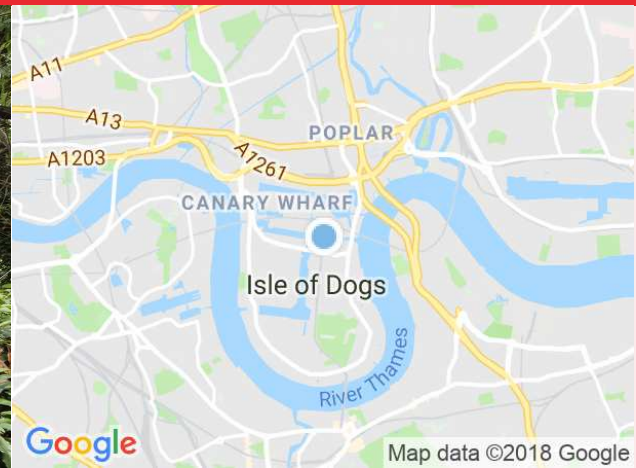 A11
A13
POPLAR
A1203
A1261
CANARY WHARF
Isle of Dogs
River Thames
Google
Map data ©2018 Google